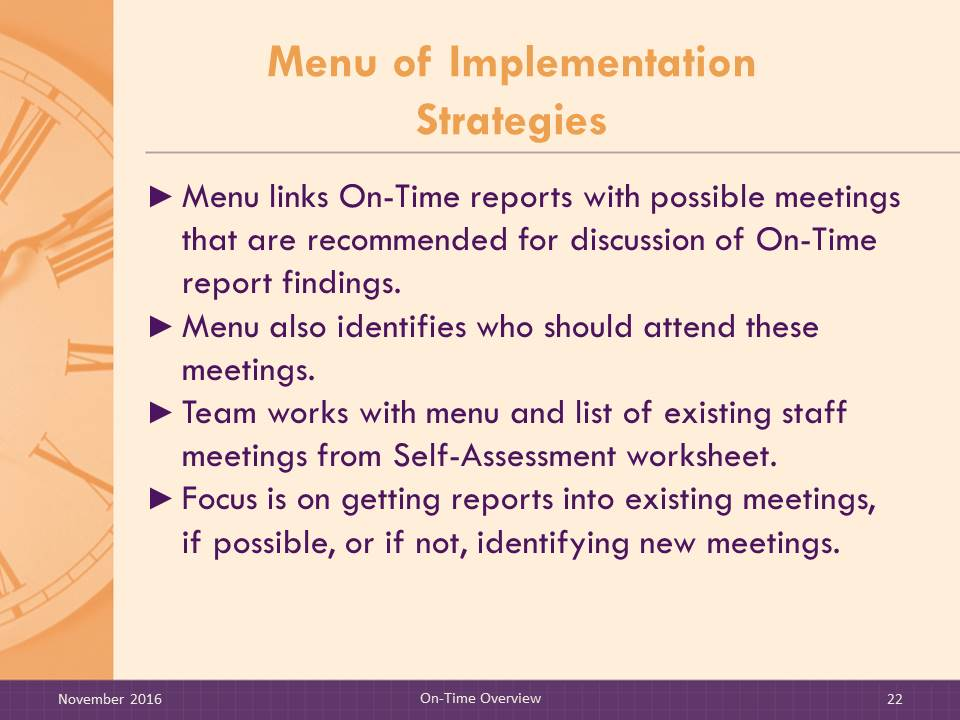 Menu of Implementation
Strategies
► Menu links On-Time reports with possible meetings
that are recommended for discussion of On-Time
report findings.
► Menu also identifies who should attend these
meetings.
► Team works with menu and list of existing staff
meetings from Self-Assessment worksheet.
► Focus is on getting reports into existing meetings,
if possible, or if not, identifying new meetings.
November 2016
On-Time Overview
22